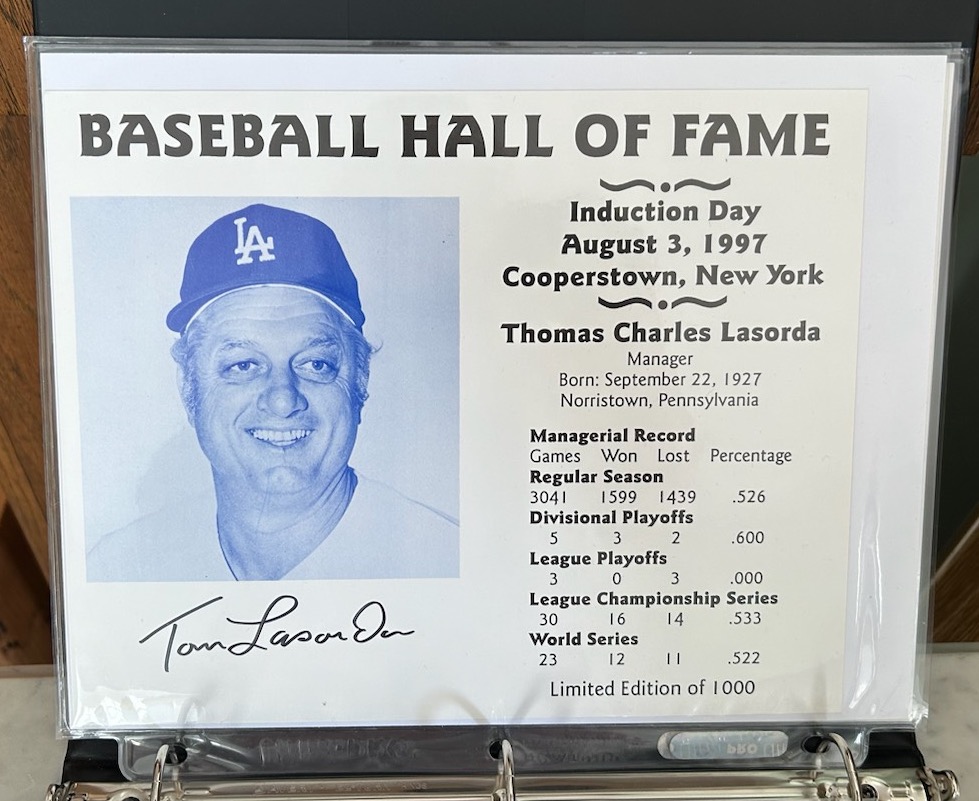 BASEBALL HALL OF FAME
LA
Induction Day
August 3, 1997
Cooperstown, New York
Thomas Charles Lasorda
Manager
Born: September 22, 1927
Norristown, Pennsylvania
Managerial Record
Games Won Lost Percentage
Regular Season
3041 1599 1439 .526
Divisional Playoffs
5 3 2 .600
League Playoffs
3 0 3 .000
League Championship Series
30 16 14 .533
World Series
23 12 11 .522
Limited Edition of 1000
Tom Lasorda